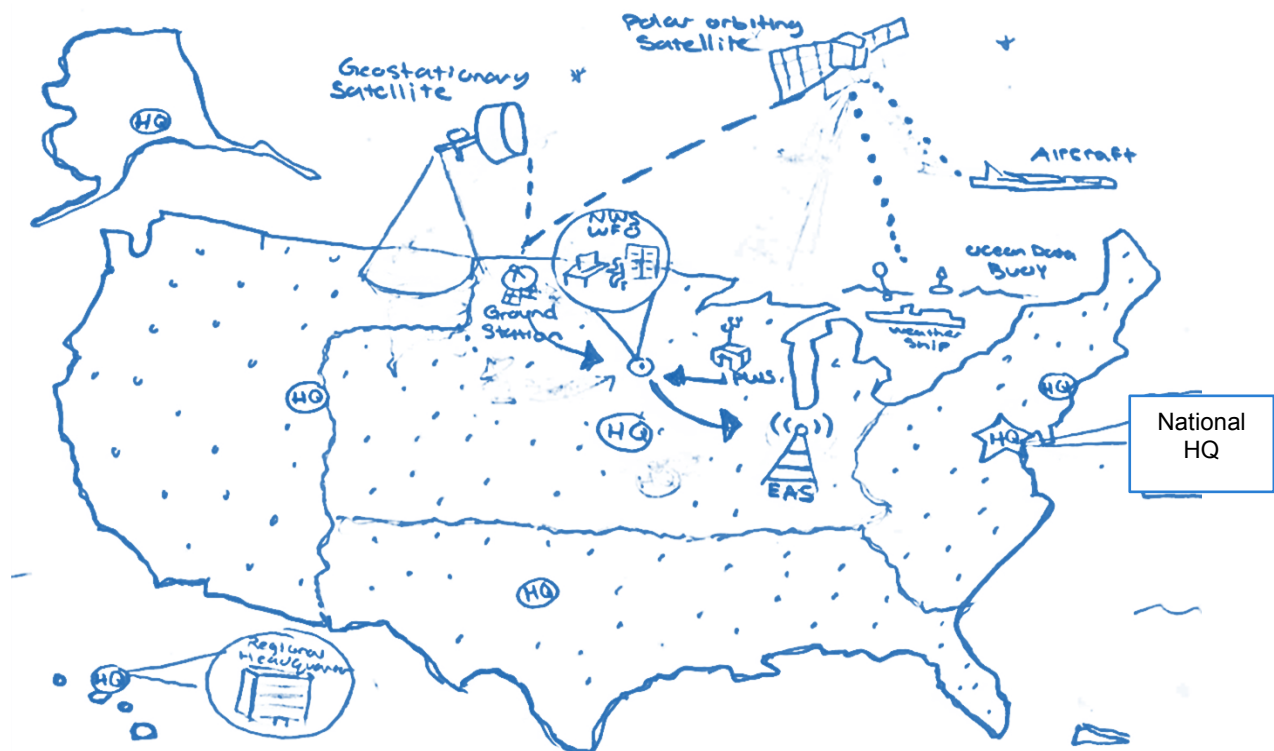 Polar orbiting
Satellite
Geostationary
Satellite
HQ
Aircraft
NWS
WFO
Ocean Data
Buoy
Ground
Station
Weather
Ship
AWS
HQ
HQ
HQ
HQ
National
HQ
EAS
HQ
Regional
Headquarters
HQ